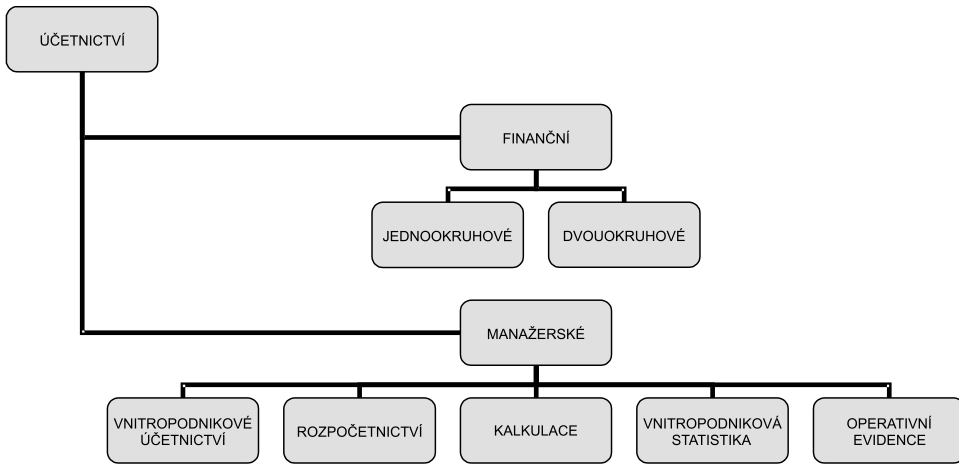 ÚČETNICTVÍ
FINANČNÍ
JEDNOOKRUHOVÉ
DVOUOKRUHOVÉ
MANAŽERSKÉ
VNITROPODNIKOVÉ
ÚČETNICTVÍ
ROZPOČETNICTVÍ
KALKULACE
VNITROPODNIKOVÁ
STATISTIKA
OPERATIVNÍ
EVIDENCE